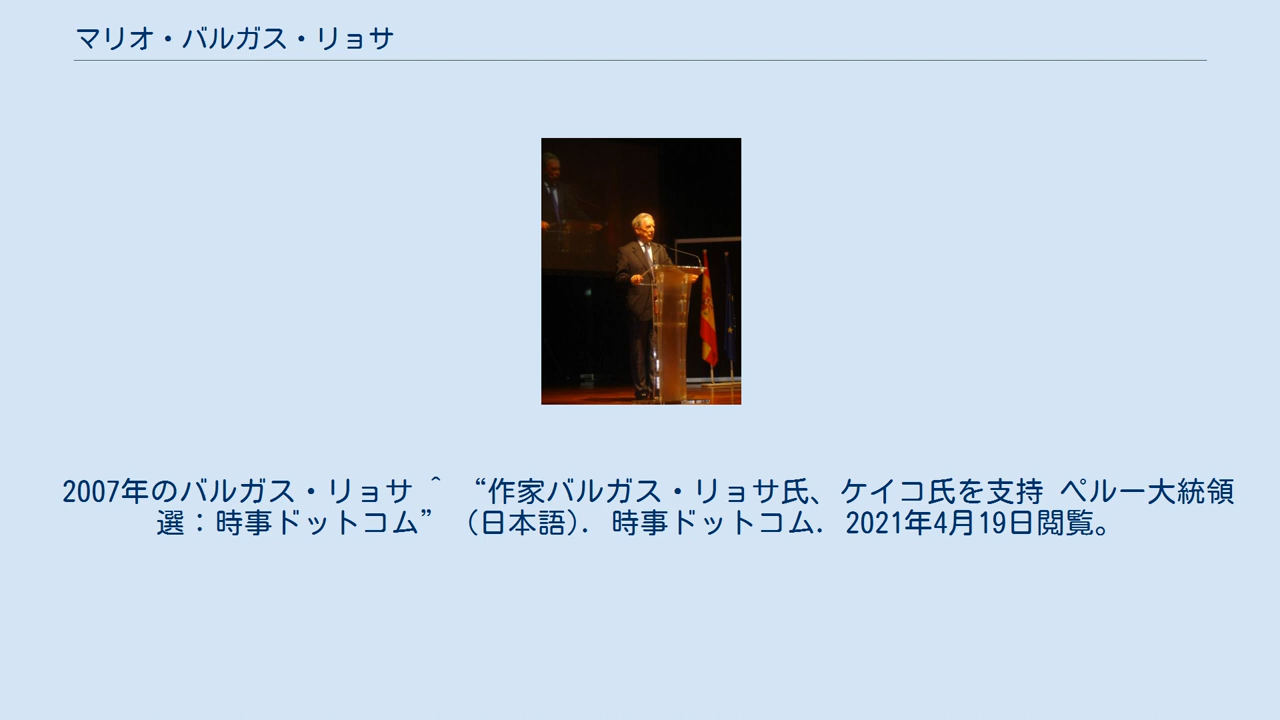 マリオ・バルガス・リョサ
2007年のバルガス・リョサ ^ “作家バルガス・リョサ氏、ケイコ氏を支持 ペルー大統領
選：時事ドットコム” (日本語). 時事ドットコム. 2021年4月19日閲覧。